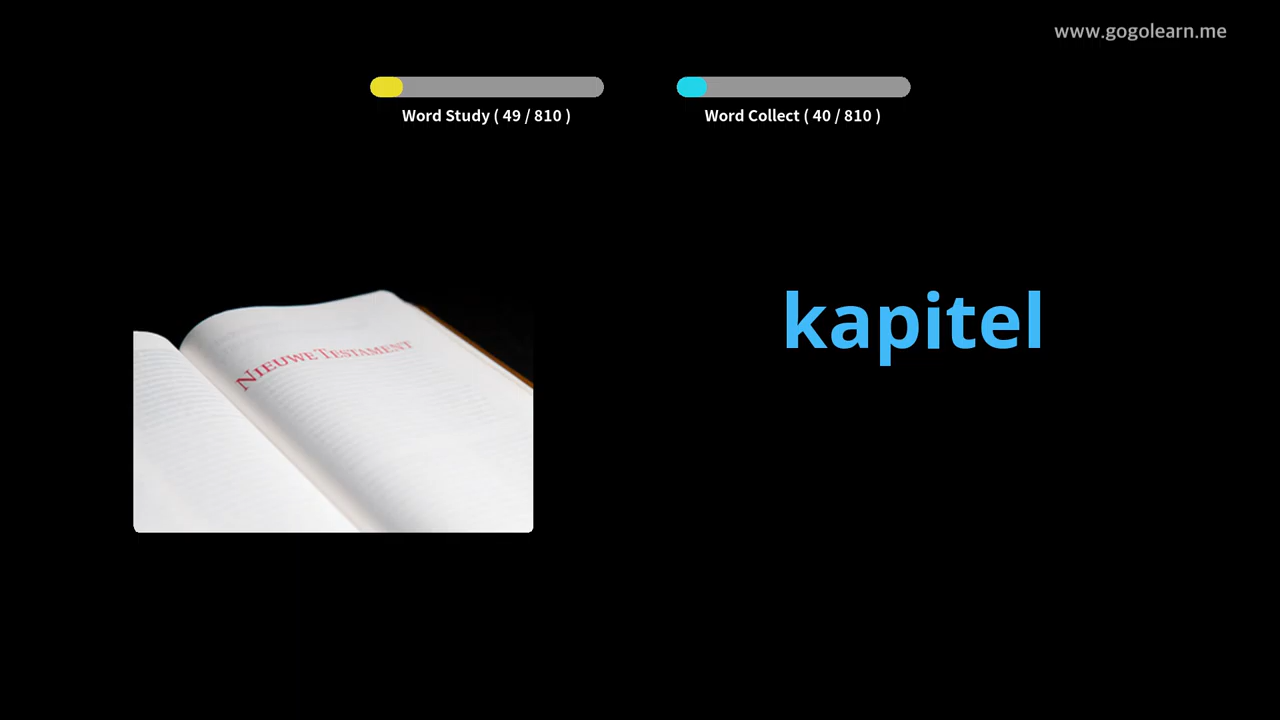 www.gogolearn.me
Word Study ( 49 / 810 )
Word Collect ( 40 / 810 )
kapitel
NIEUWE TESTAMENT